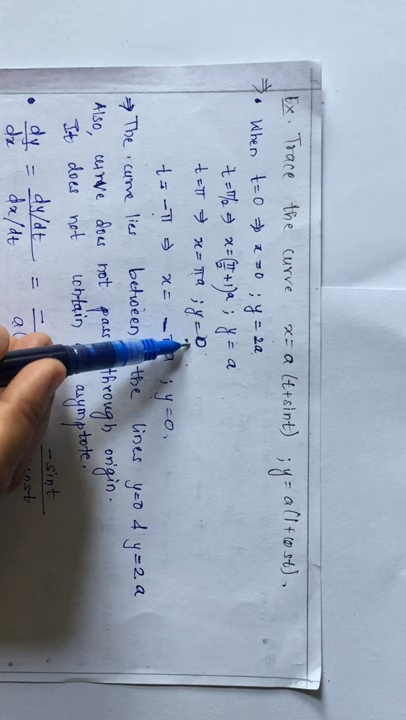 Ex. Trace the curve x = a(t+sint) ; y = a(1+cost),
⇒ • When t=0 ⇒ x=0 ; y=2a
t=π/2 ⇒ x=(π/2+1)a ; y=a
t=π ⇒ x=πa ; y=0
t=-π ⇒ x= - a ; y=0.
⇒ The curve lies between the lines y=0 & y=2a
Also, curve does not pass through origin.
It does not contain asymptote.
• dy/dx = dy/dt / dx/dt = -sint / a( cost